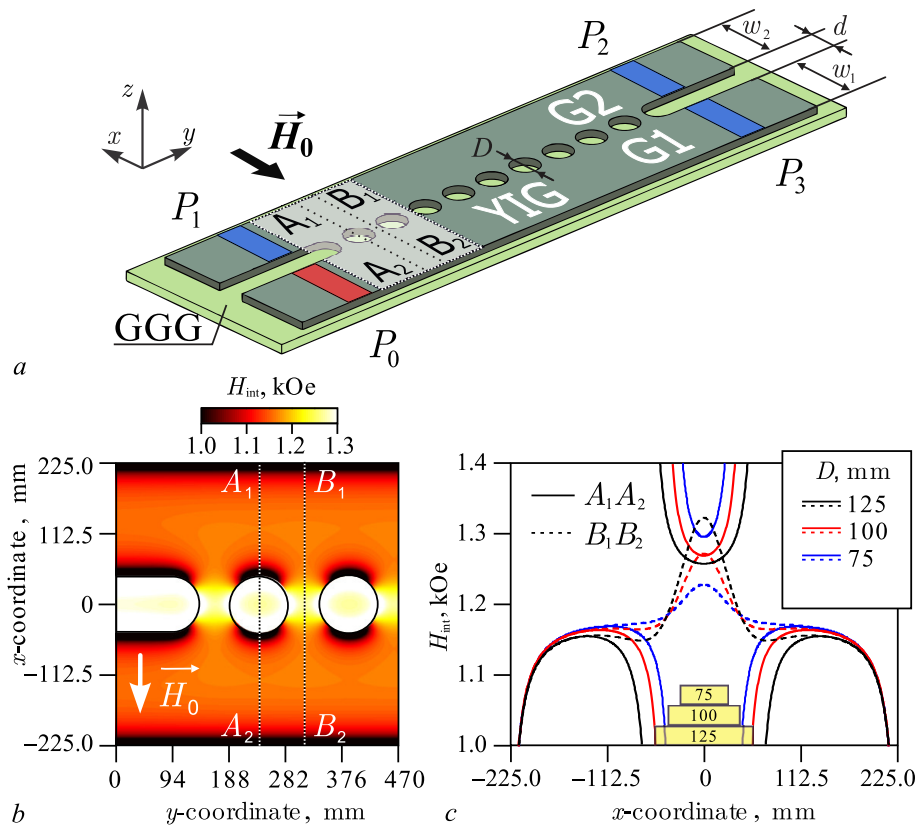 P₂
w₂
d
w₁
z
x
y
H₀
D
G2
G1
YIG
P₃
P₁
A₁
B₁
A₂
B₂
GGG
P₀
a
H_int, kOe
1.0 1.1 1.2 1.3
x-coordinate, mm
225.0
112.5
0
−112.5
−225.0
A₁ B₁
H₀
A₂ B₂
0 94 188 282 376 470
y-coordinate, mm
b
H_int, kOe
1.4
1.3
1.2
1.1
1.0
A₁A₂
B₁B₂
D, mm
125
100
75
75
100
125
−225.0 −112.5 0 112.5 225.0
x-coordinate, mm
c